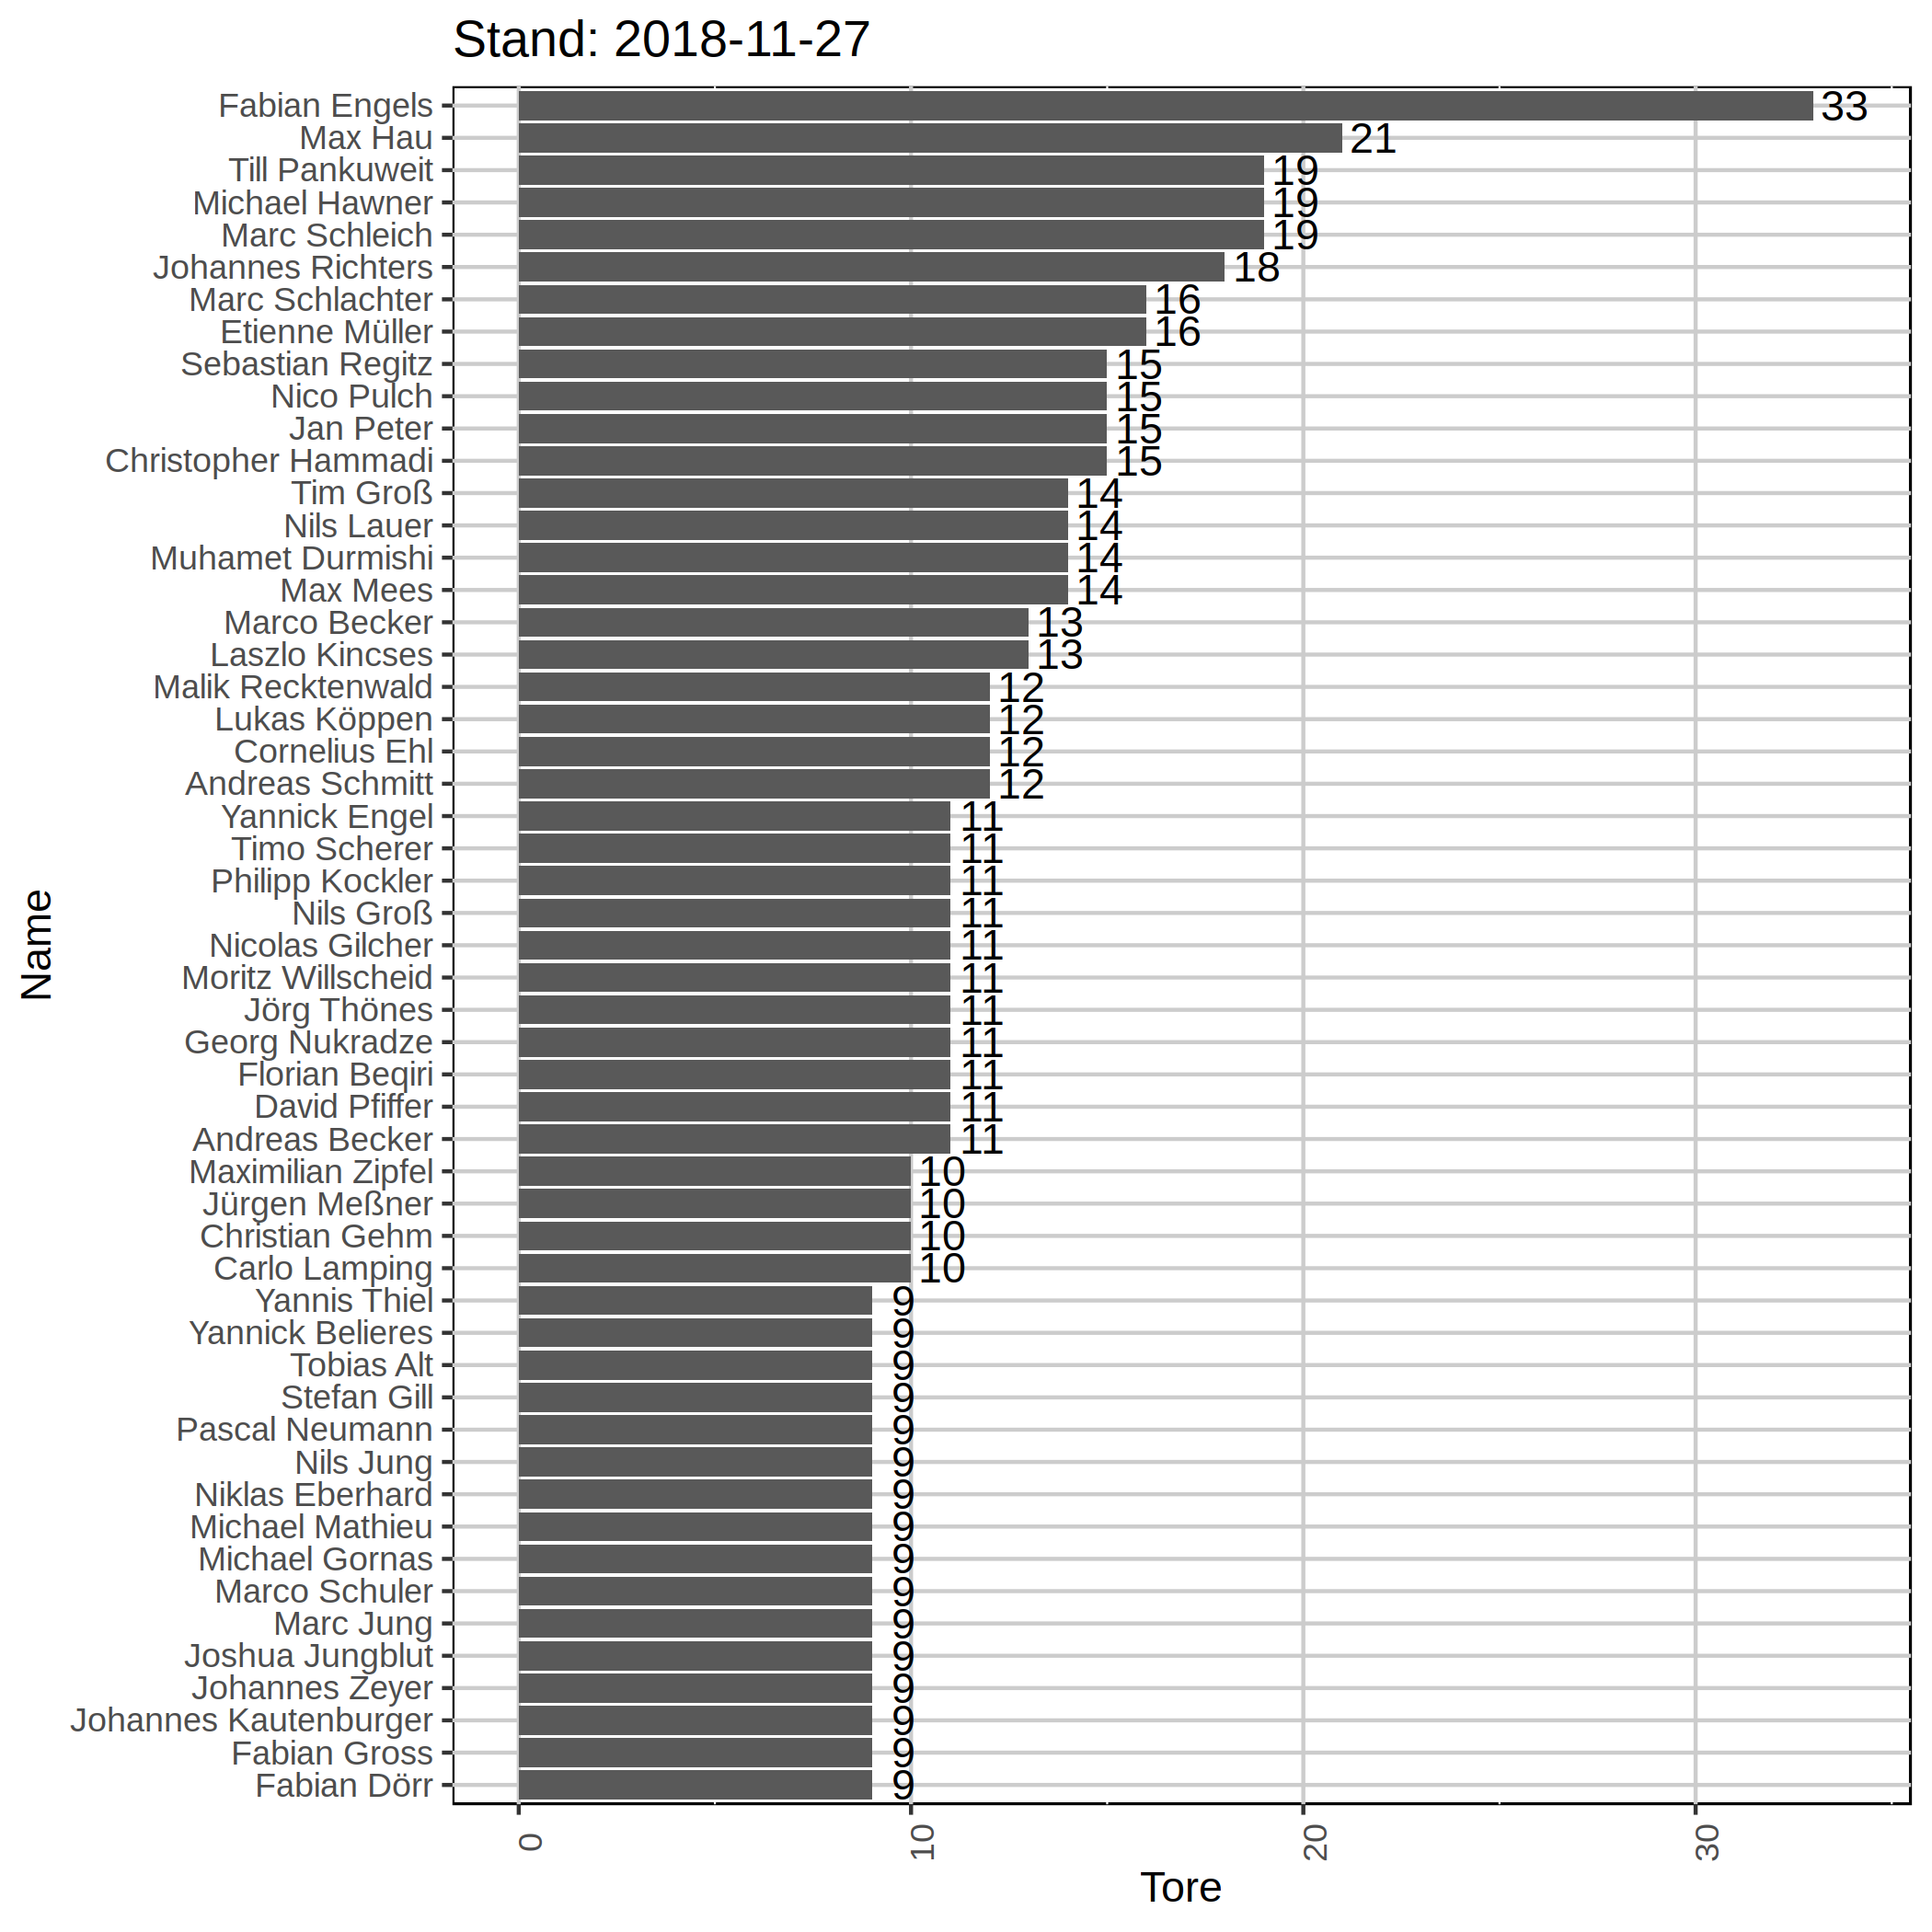 Stand: 2018-11-27
Fabian Engels 33
Max Hau 21
Till Pankuweit 19
Michael Hawner 19
Marc Schleich 19
Johannes Richters 18
Marc Schlachter 16
Etienne Müller 16
Sebastian Regitz 15
Nico Pulch 15
Jan Peter 15
Christopher Hammadi 15
Tim Groß 14
Nils Lauer 14
Muhamet Durmishi 14
Max Mees 14
Marco Becker 13
Laszlo Kincses 13
Malik Recktenwald 12
Lukas Köppen 12
Cornelius Ehl 12
Andreas Schmitt 12
Yannick Engel 11
Timo Scherer 11
Philipp Kockler 11
Nils Groß 11
Nicolas Gilcher 11
Moritz Willscheid 11
Jörg Thönes 11
Georg Nukradze 11
Florian Beqiri 11
David Pfiffer 11
Andreas Becker 11
Maximilian Zipfel 10
Jürgen Meßner 10
Christian Gehm 10
Carlo Lamping 10
Yannis Thiel 9
Yannick Belieres 9
Tobias Alt 9
Stefan Gill 9
Pascal Neumann 9
Nils Jung 9
Niklas Eberhard 9
Michael Mathieu 9
Michael Gornas 9
Marco Schuler 9
Marc Jung 9
Joshua Jungblut 9
Johannes Zeyer 9
Johannes Kautenburger 9
Fabian Gross 9
Fabian Dörr 9
0 10 20 30
Tore
Name